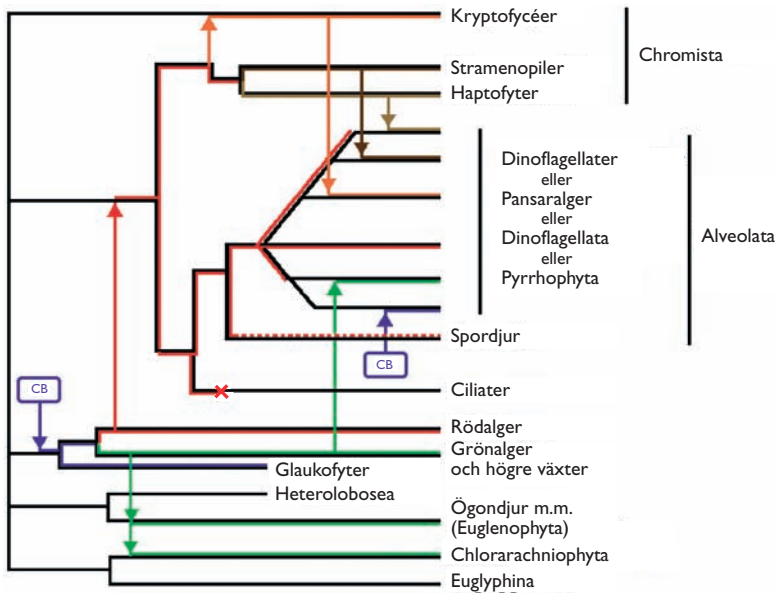 Kryptofycéer
Chromista
Stramenopiler
Haptofyter
Dinoflagellater
eller
Pansaralger
eller
Dinoflagellata
eller
Pyrrhophyta
Alveolata
Spordjur
CB
Ciliater
CB
Rödalger
Grönalger
och högre växter
Glaukofyter
Heterolobosea
Ögondjur m.m.
(Euglenophyta)
Chlorarachniophyta
Euglyphina